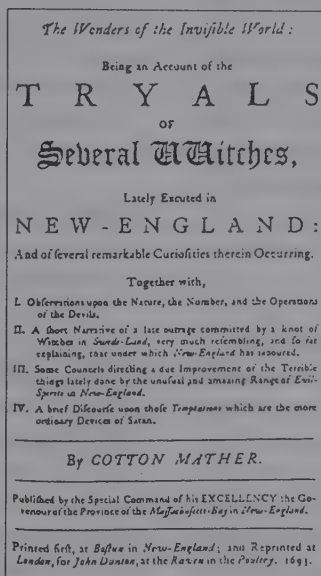 The Wonders of the Inviſible World:
Being an Account of the
TRYALS
OF
Several UUitches,
Lately Excuted in
NEW-ENGLAND:
And of ſeveral remarkable Curioſities therein Occurring.
Together with,
I. Obſervations upon the Nature, the Number, and the Operations
of the Devils.
II. A ſhort Narrative of a late outrage committed by a knot of
Witches in Swede-Land, very much reſembling, and ſo far
explaining, that under which New-England has laboured.
III. Some Councels directing a due Improvement of the Terrible
things lately done by the unuſual and amazing Range of Evil-
Spirits in New-England.
IV. A brief Diſcourse upon thoſe Temptations which are the more
ordinary Devices of Satan.
By COTTON MATHER.
Publiſhed by the Special Command of his EXCELLENCY the Go-
venour of the Province of the Maſſachuſetts-Bay in New-England.
Printed firſt, at Boſtun in New-England; and Reprinted at
London, for John Dunton, at the Raven in the Poultry. 1693.